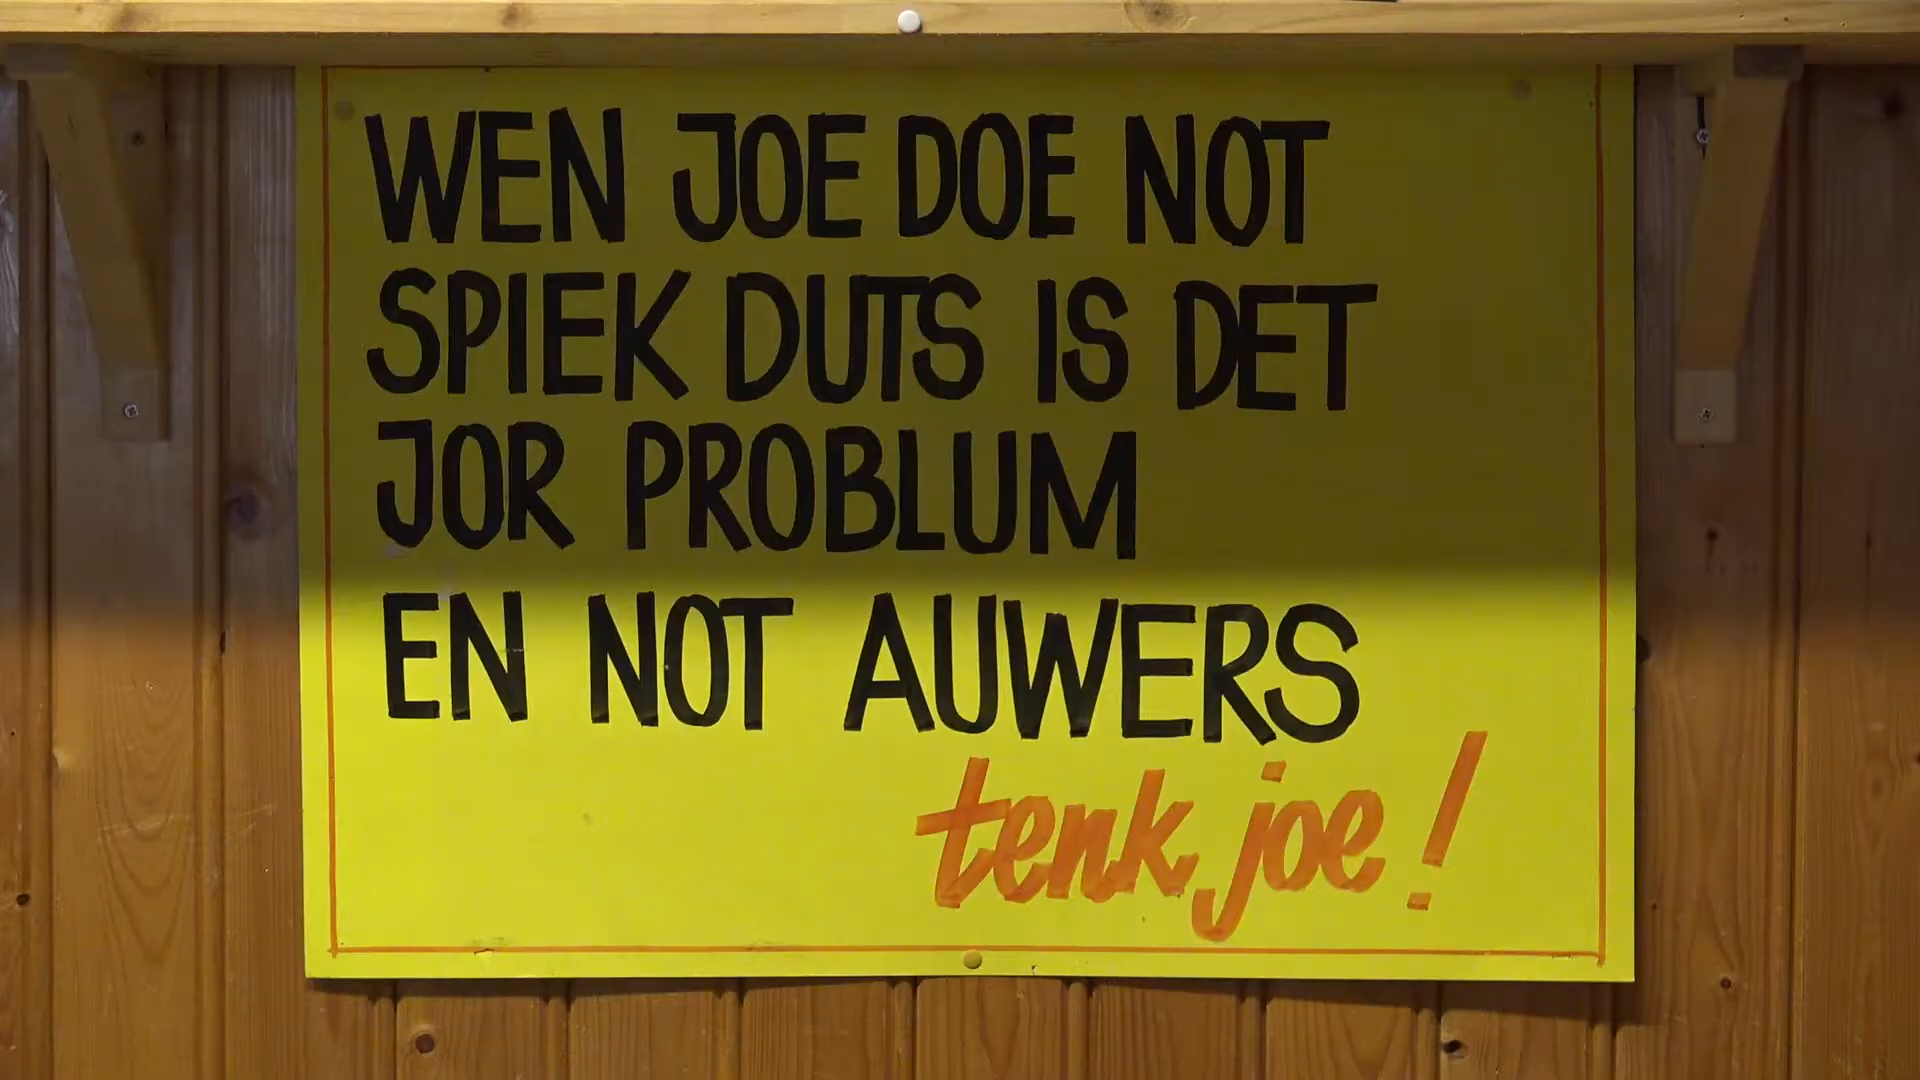 WEN JOE DOE NOT
SPIEK DUTS IS DET
JOR PROBLUM
EN NOT AUWERS
tenk joe!